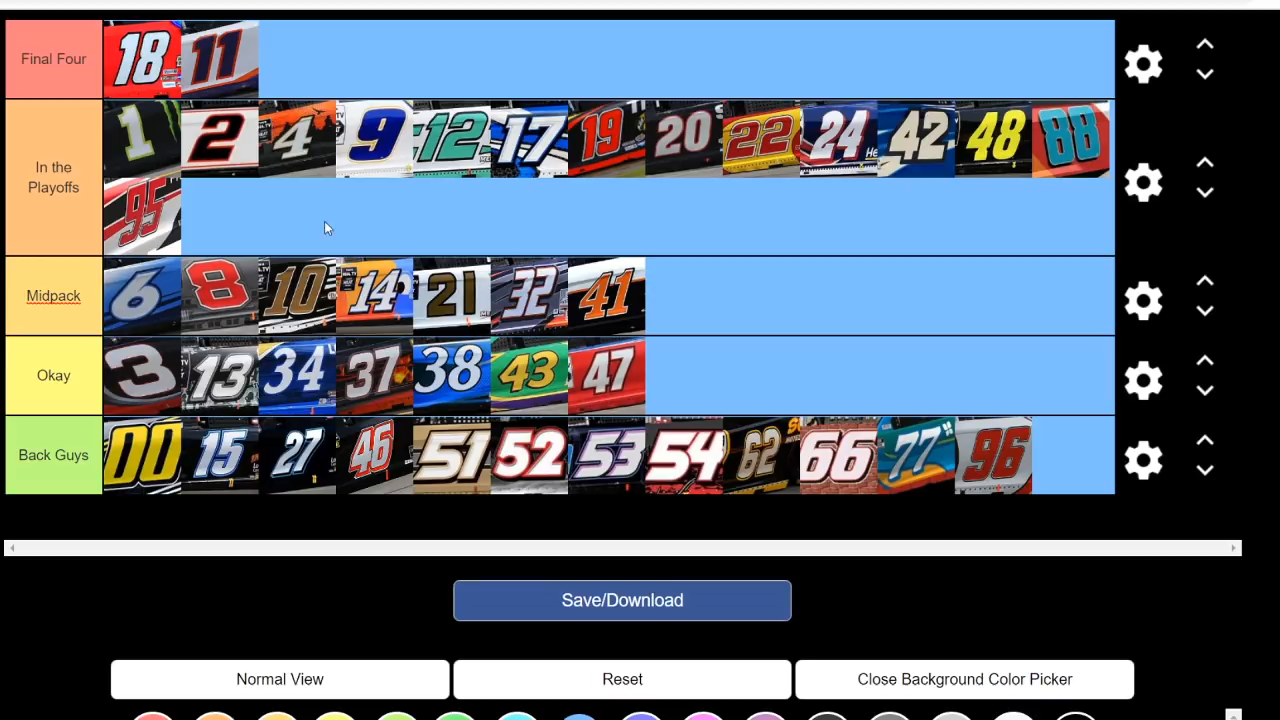 Final Four
18 11
In the
Playoffs
1 2 4 9 12 17 19 20 22 24 42 48 88
95
Midpack
6 8 10 14 21 32 41
Okay
3 13 34 37 38 43 47
Back Guys
00 15 27 46 51 52 53 54 62 66 77 96
Save/Download
Normal View
Reset
Close Background Color Picker